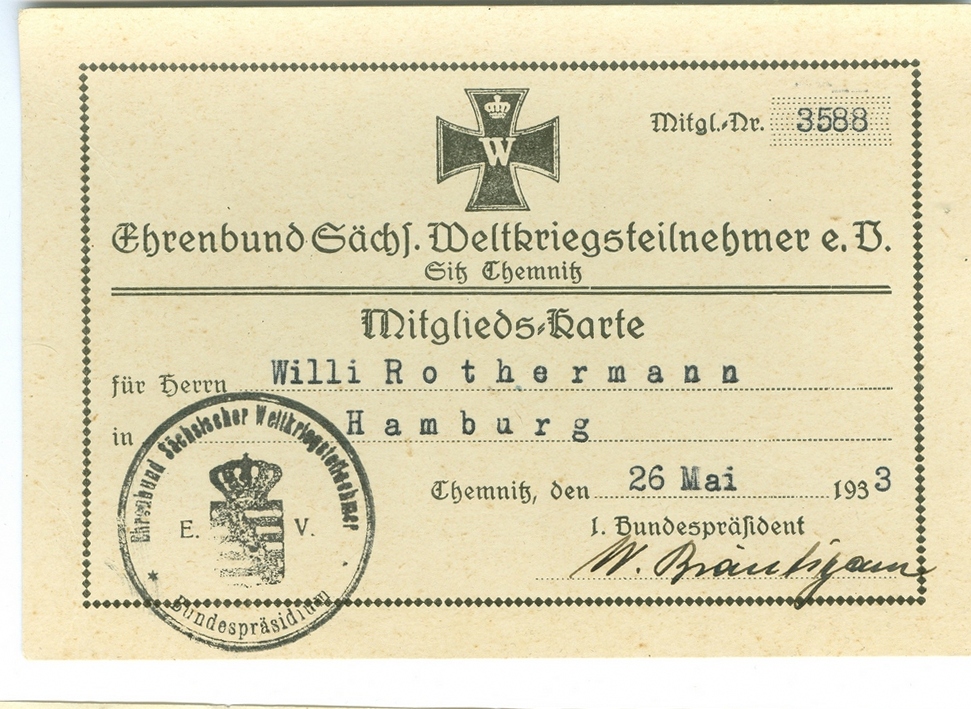 W
Mitgl.-Nr. 3588
Ehrenbund Sächs. Weltkriegsteilnehmer e. V.
Sitz Chemnitz
Mitglieds-Karte
für Herrn Willi Rothermann
in Hamburg
Chemnitz, den 26 Mai 1933
1. Bundespräsident
W. Bräutigam
Ehrenbund Sächsischer Weltkriegsteilnehmer
E. V.
* Bundespräsidium